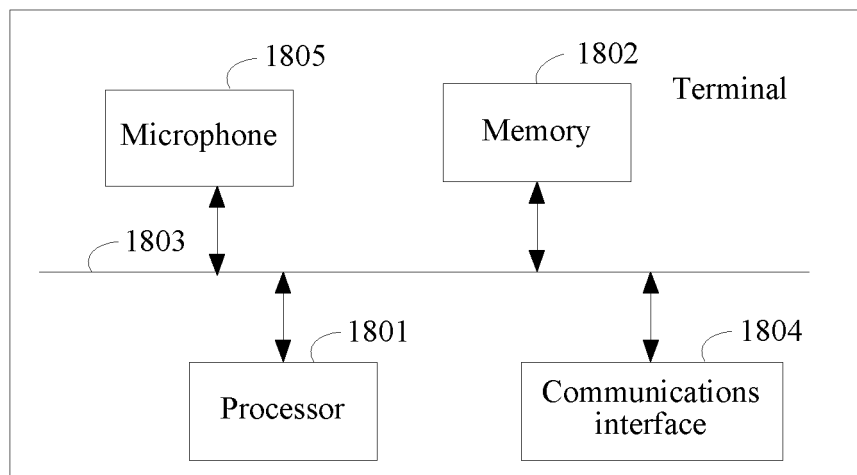 1805
1802
Terminal
Microphone
Memory
1803
1801
1804
Processor
Communications
interface